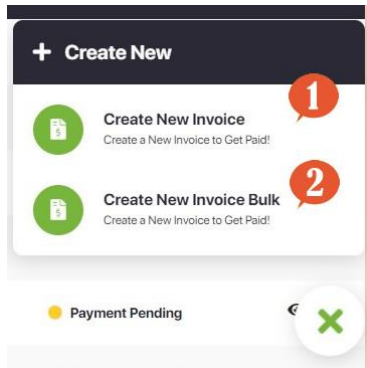 + Create New
1
Create New Invoice
Create a New Invoice to Get Paid!
2
Create New Invoice Bulk
Create a New Invoice to Get Paid!
Payment Pending